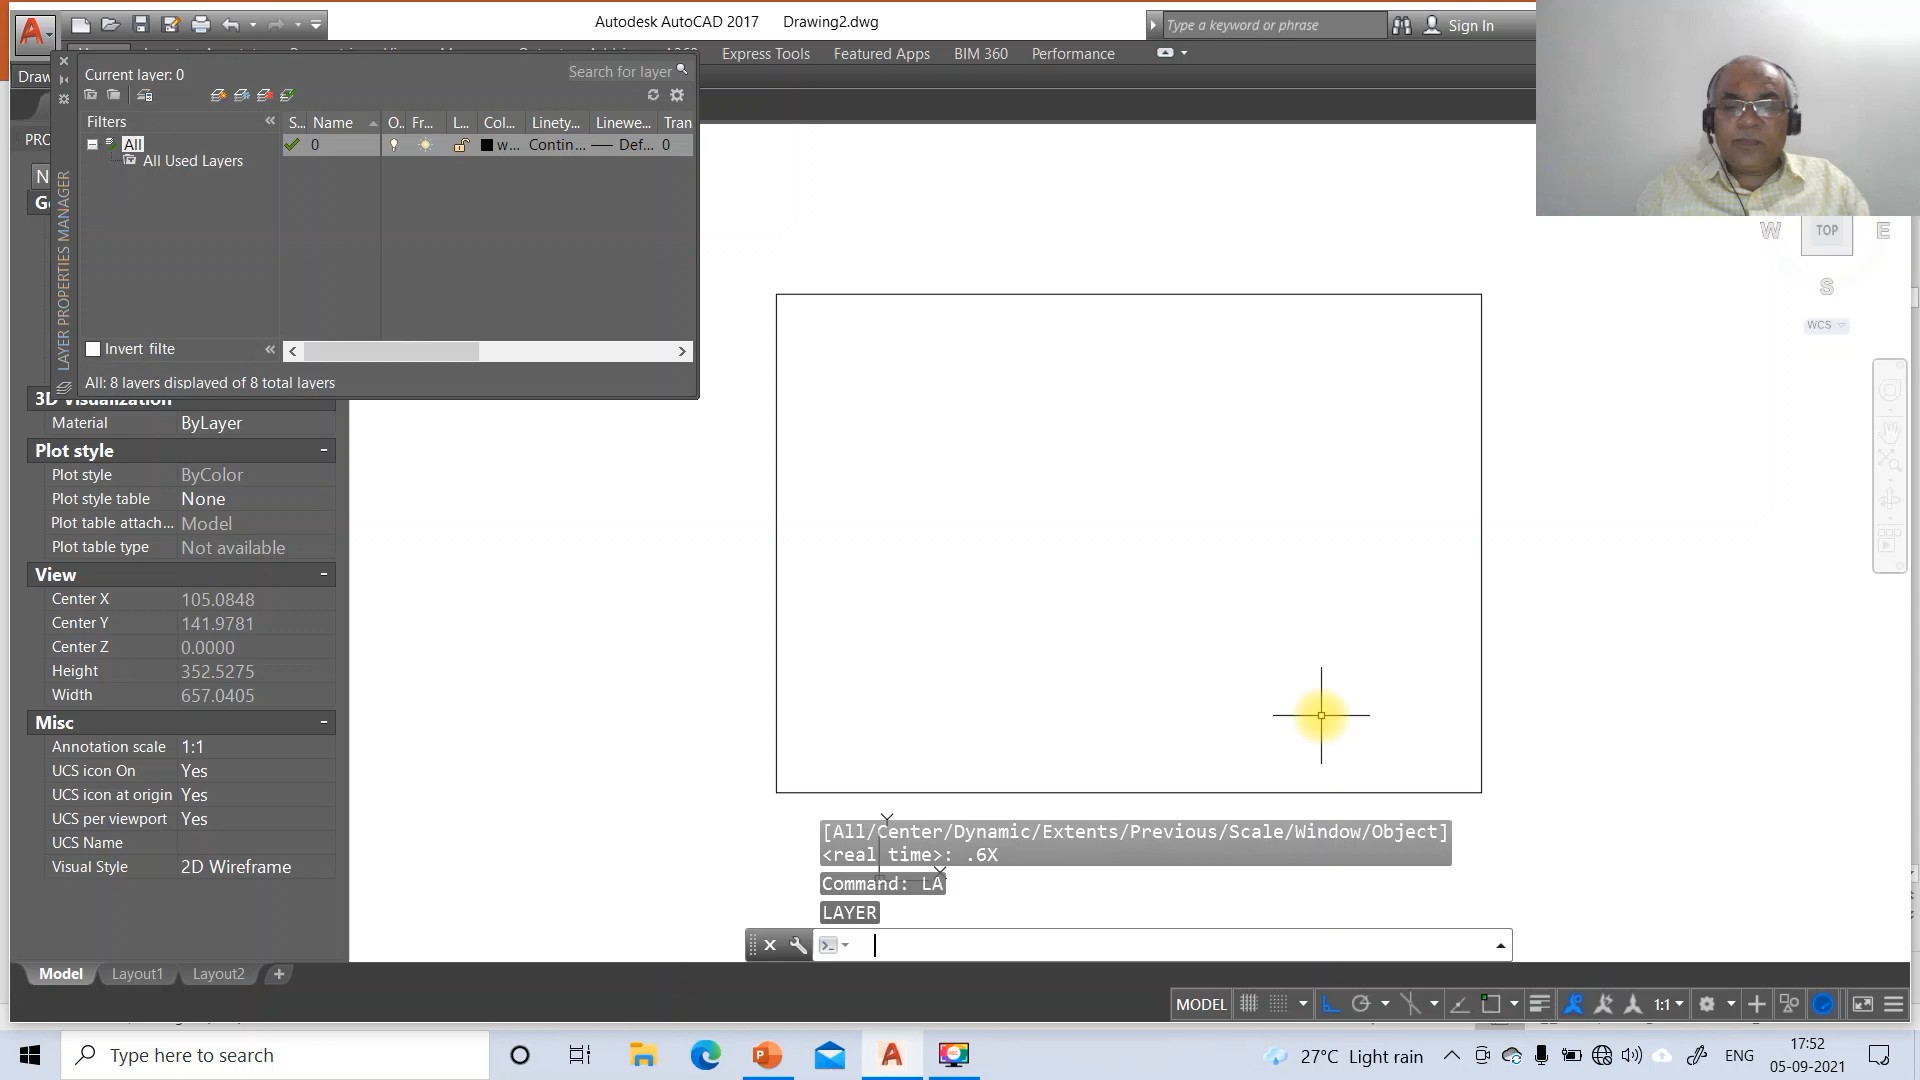 Autodesk AutoCAD 2017 Drawing2.dwg
Type a keyword or phrase
Sign In
Express Tools Featured Apps BIM 360 Performance
Draw
Current layer: 0
Search for layer
Filters
S.. Name O.. Fr... L... Col... Linety... Linewe... Tran
All
0 w... Contin... Def... 0
All Used Layers
PRO
N
Ge
LAYER PROPERTIES MANAGER
Invert filte
All: 8 layers displayed of 8 total layers
W TOP E
S
WCS
3D Visualization
Material ByLayer
Plot style
Plot style ByColor
Plot style table None
Plot table attach... Model
Plot table type Not available
View
Center X 105.0848
Center Y 141.9781
Center Z 0.0000
Height 352.5275
Width 657.0405
Misc
Annotation scale 1:1
UCS icon On Yes
UCS icon at origin Yes
UCS per viewport Yes
UCS Name
Visual Style 2D Wireframe
Y
X
[All/Center/Dynamic/Extents/Previous/Scale/Window/Object]
<real time>: .6X
Command: LA
LAYER
Model Layout1 Layout2 +
MODEL 1:1
Type here to search
27°C Light rain
ENG
17:52
05-09-2021